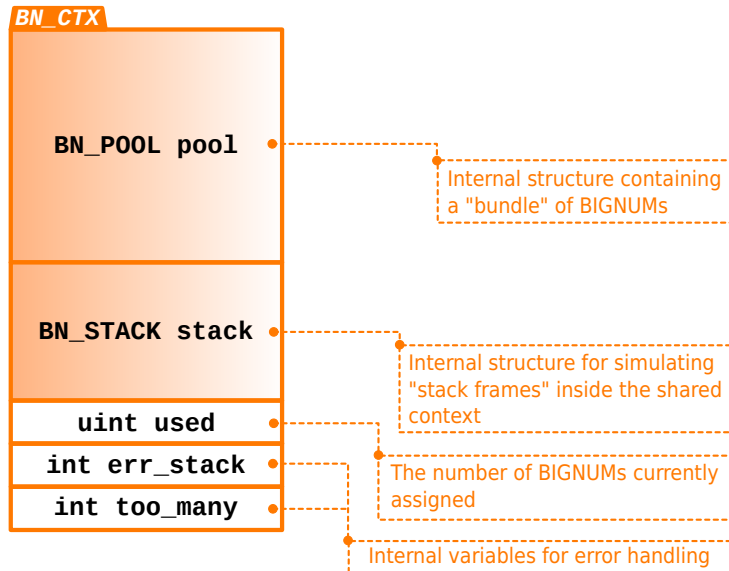 BN_CTX
BN_POOL pool
Internal structure containing
a "bundle" of BIGNUMs
BN_STACK stack
Internal structure for simulating
"stack frames" inside the shared
context
uint used
The number of BIGNUMs currently
assigned
int err_stack
int too_many
Internal variables for error handling